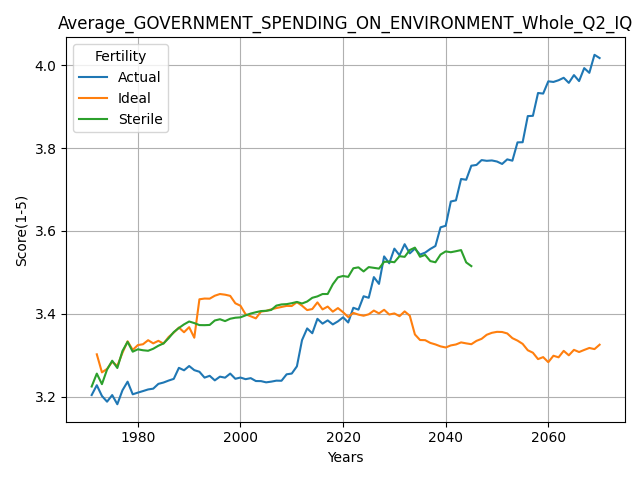 Average_GOVERNMENT_SPENDING_ON_ENVIRONMENT_Whole_Q2_IQ
Fertility
Actual
Ideal
Sterile
Score(1-5)
4.0
3.8
3.6
3.4
3.2
1980 2000 2020 2040 2060
Years